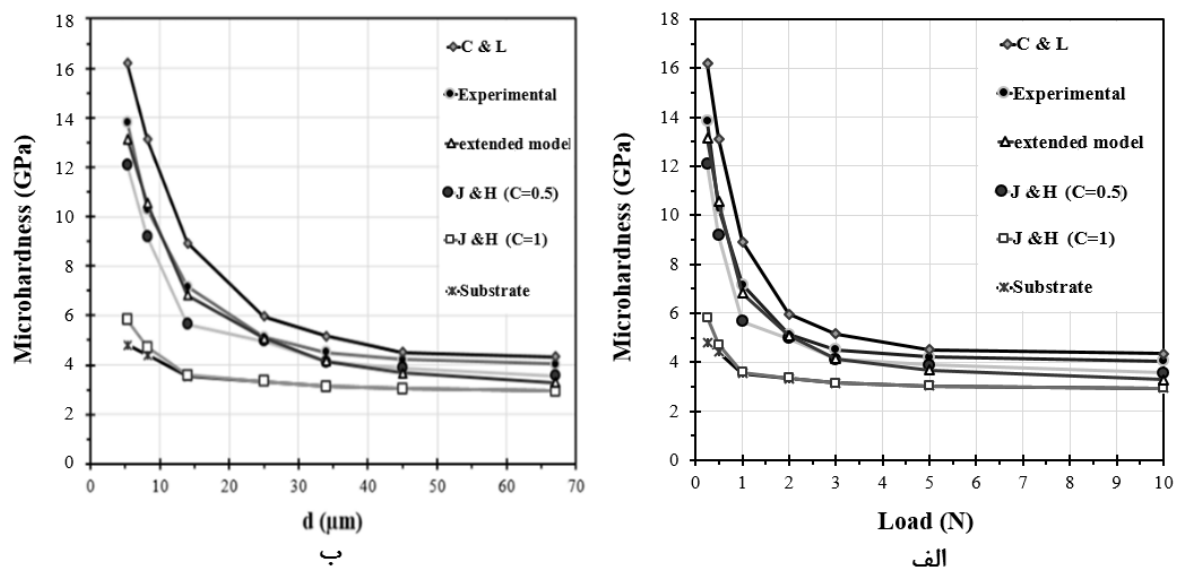 18
16
14
12
10
8
6
4
2
0
Microhardness (GPa)
C & L
Experimental
extended model
J &H (C=0.5)
J &H (C=1)
Substrate
0 10 20 30 40 50 60 70
d (µm)
ب
18
16
14
12
10
8
6
4
2
0
Microhardness (GPa)
C & L
Experimental
extended model
J &H (C=0.5)
J &H (C=1)
Substrate
0 1 2 3 4 5 6 7 8 9 10
Load (N)
الف